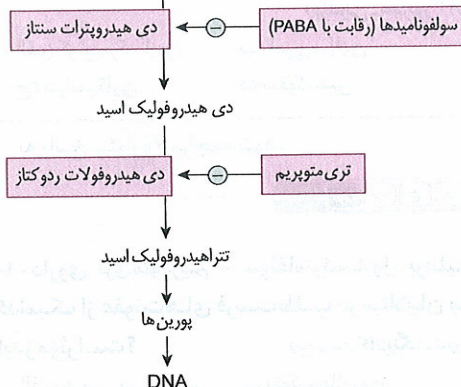 سولفونامیدها (رقابت با PABA)
دی هیدروپترات سنتاز
دی هیدروفولیک اسید
تری متوپریم
دی هیدروفولات ردوکتاز
تتراهیدروفولیک اسید
پورین ها
DNA